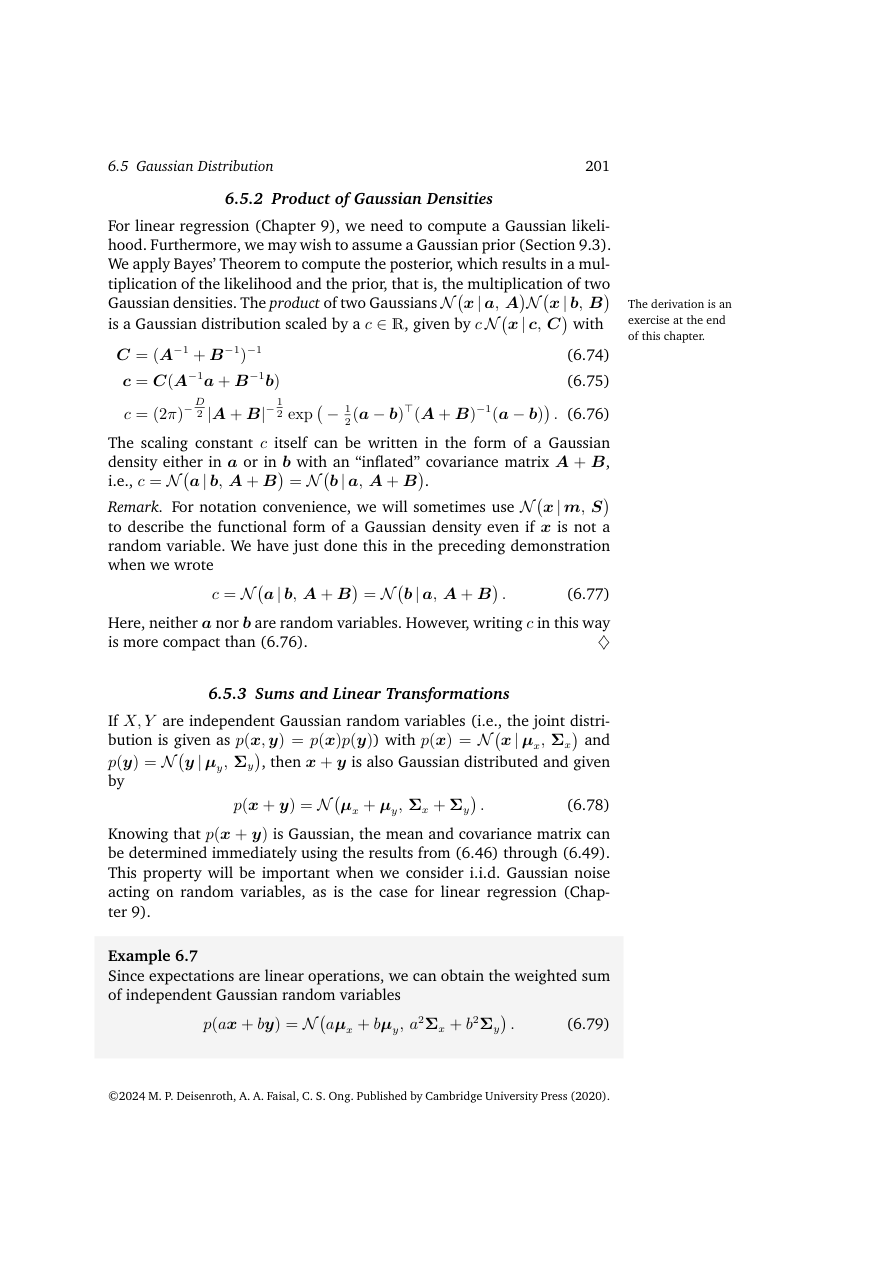 6.5 Gaussian Distribution 201
6.5.2 Product of Gaussian Densities
For linear regression (Chapter 9), we need to compute a Gaussian likeli-
hood. Furthermore, we may wish to assume a Gaussian prior (Section 9.3).
We apply Bayes' Theorem to compute the posterior, which results in a mul-
tiplication of the likelihood and the prior, that is, the multiplication of two
Gaussian densities. The product of two Gaussians 𝒩(x | a, A)𝒩(x | b, B)
is a Gaussian distribution scaled by a c ∈ ℝ, given by c 𝒩(x | c, C) with
The derivation is an
exercise at the end
of this chapter.
C = (A⁻¹ + B⁻¹)⁻¹ (6.74)
c = C(A⁻¹a + B⁻¹b) (6.75)
c = (2π)^{-D/2} |A + B|^{-1/2} exp(−½(a − b)^⊤(A + B)⁻¹(a − b)). (6.76)
The scaling constant c itself can be written in the form of a Gaussian
density either in a or in b with an “inflated” covariance matrix A + B,
i.e., c = 𝒩(a | b, A + B) = 𝒩(b | a, A + B).
Remark. For notation convenience, we will sometimes use 𝒩(x | m, S)
to describe the functional form of a Gaussian density even if x is not a
random variable. We have just done this in the preceding demonstration
when we wrote
c = 𝒩(a | b, A + B) = 𝒩(b | a, A + B). (6.77)
Here, neither a nor b are random variables. However, writing c in this way
is more compact than (6.76). ♢
6.5.3 Sums and Linear Transformations
If X, Y are independent Gaussian random variables (i.e., the joint distri-
bution is given as p(x, y) = p(x)p(y)) with p(x) = 𝒩(x | μₓ, Σₓ) and
p(y) = 𝒩(y | μ_y, Σ_y), then x + y is also Gaussian distributed and given
by
p(x + y) = 𝒩(μₓ + μ_y, Σₓ + Σ_y). (6.78)
Knowing that p(x + y) is Gaussian, the mean and covariance matrix can
be determined immediately using the results from (6.46) through (6.49).
This property will be important when we consider i.i.d. Gaussian noise
acting on random variables, as is the case for linear regression (Chap-
ter 9).
Example 6.7
Since expectations are linear operations, we can obtain the weighted sum
of independent Gaussian random variables
p(ax + by) = 𝒩(aμₓ + bμ_y, a²Σₓ + b²Σ_y). (6.79)
©2024 M. P. Deisenroth, A. A. Faisal, C. S. Ong. Published by Cambridge University Press (2020).